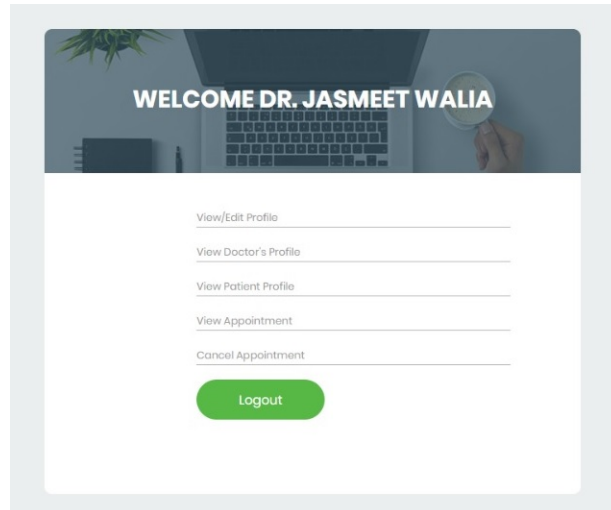 WELCOME DR. JASMEET WALIA
View/Edit Profile
View Doctor's Profile
View Patient Profile
View Appointment
Cancel Appointment
Logout